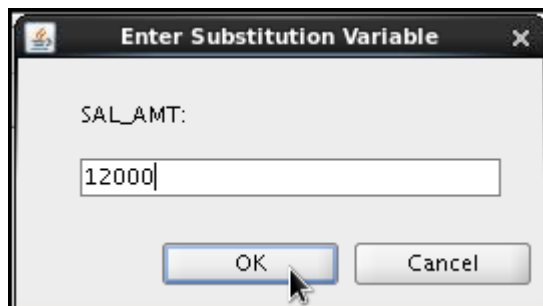 Enter Substitution Variable
SAL_AMT:
12000
OK
Cancel